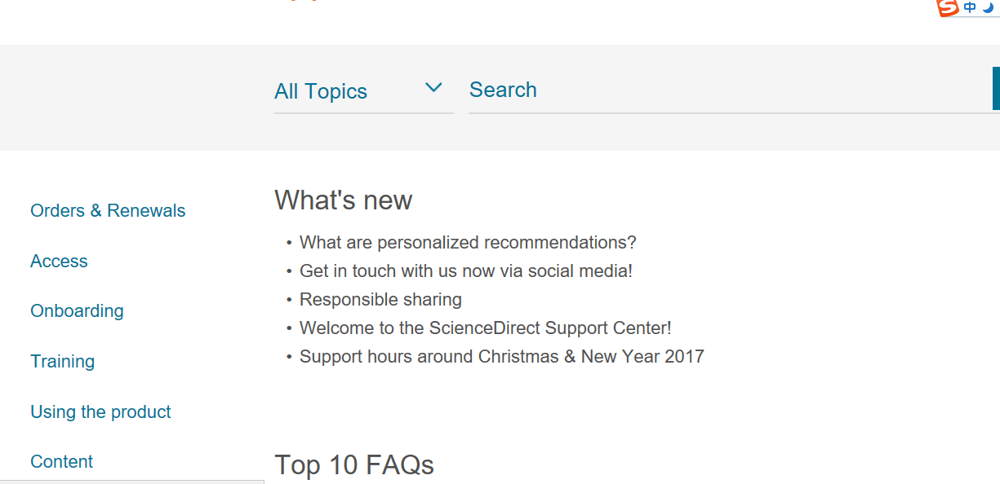 S 中
All Topics
Search
Orders & Renewals
Access
Onboarding
Training
Using the product
Content
What's new
• What are personalized recommendations?
• Get in touch with us now via social media!
• Responsible sharing
• Welcome to the ScienceDirect Support Center!
• Support hours around Christmas & New Year 2017
Top 10 FAQs